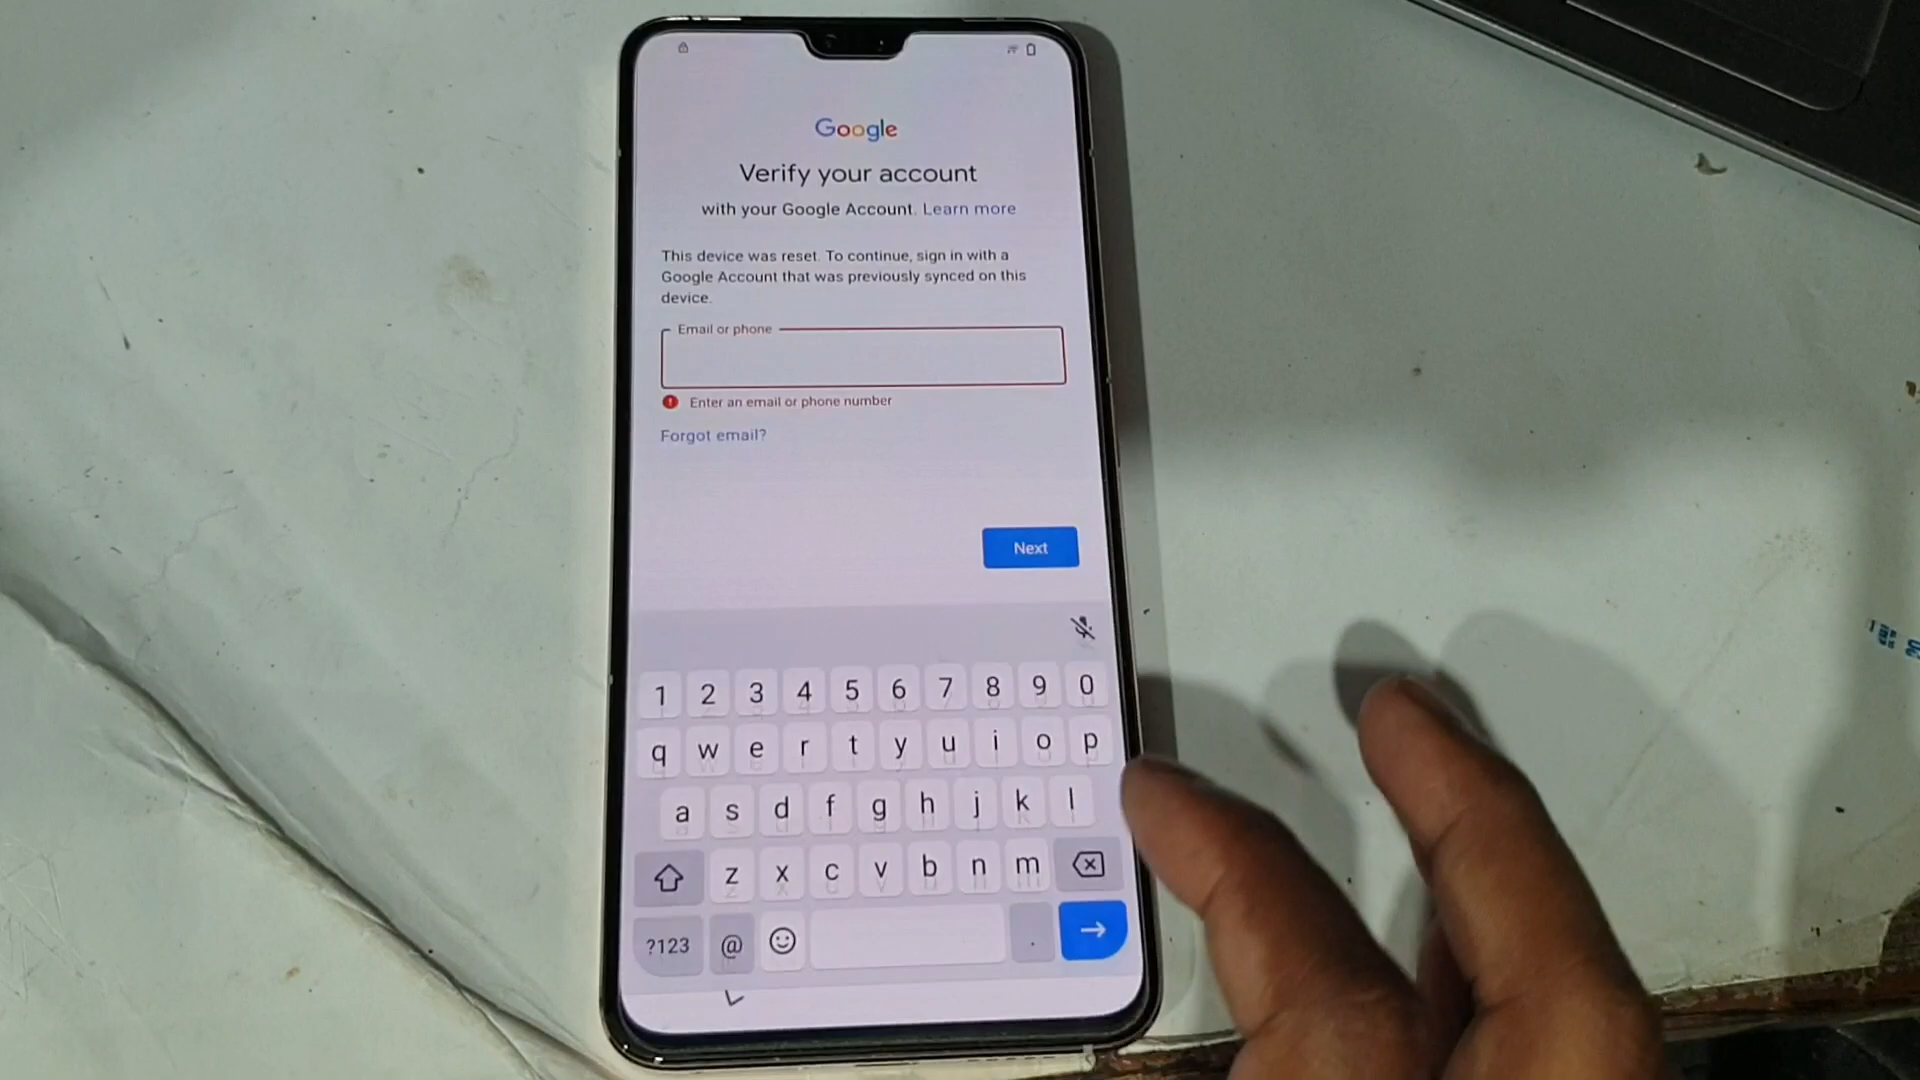 Google
Verify your account
with your Google Account. Learn more
This device was reset. To continue, sign in with a
Google Account that was previously synced on this
device.
Email or phone
Enter an email or phone number
Forgot email?
Next
1 2 3 4 5 6 7 8 9 0
q w e r t y u i o p
a s d f g h j k l
z x c v b n m
?123 @ .